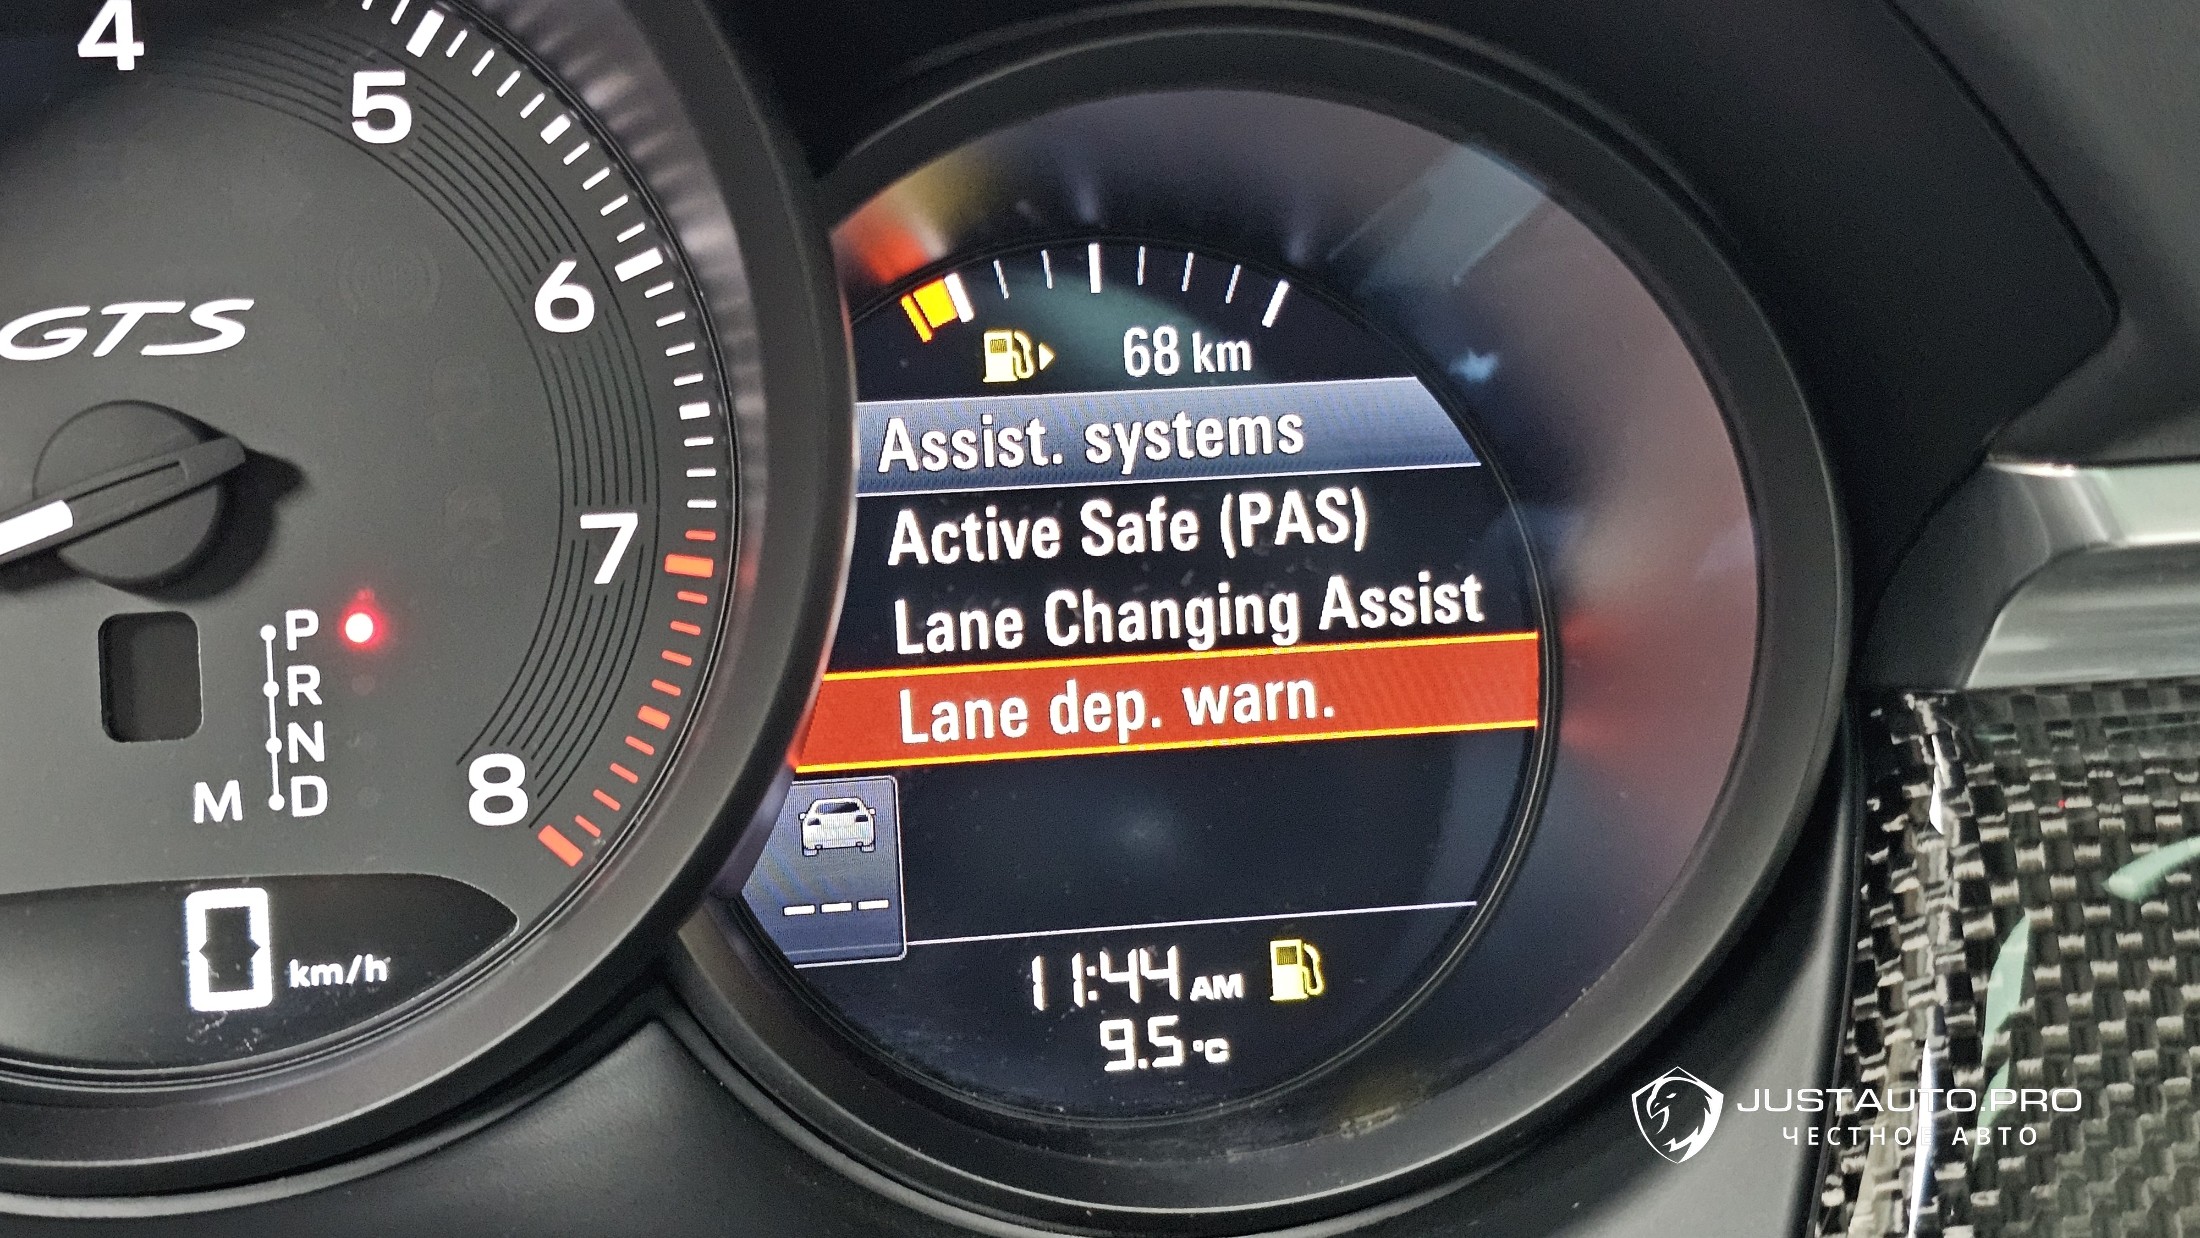 4
5
6
7
8
GTS
P
R
N
M D
0 km/h
68 km
Assist. systems
Active Safe (PAS)
Lane Changing Assist
Lane dep. warn.
11:44 AM
9.5 °C
JUSTAUTO.PRO
ЧЕСТНОЕ АВТО